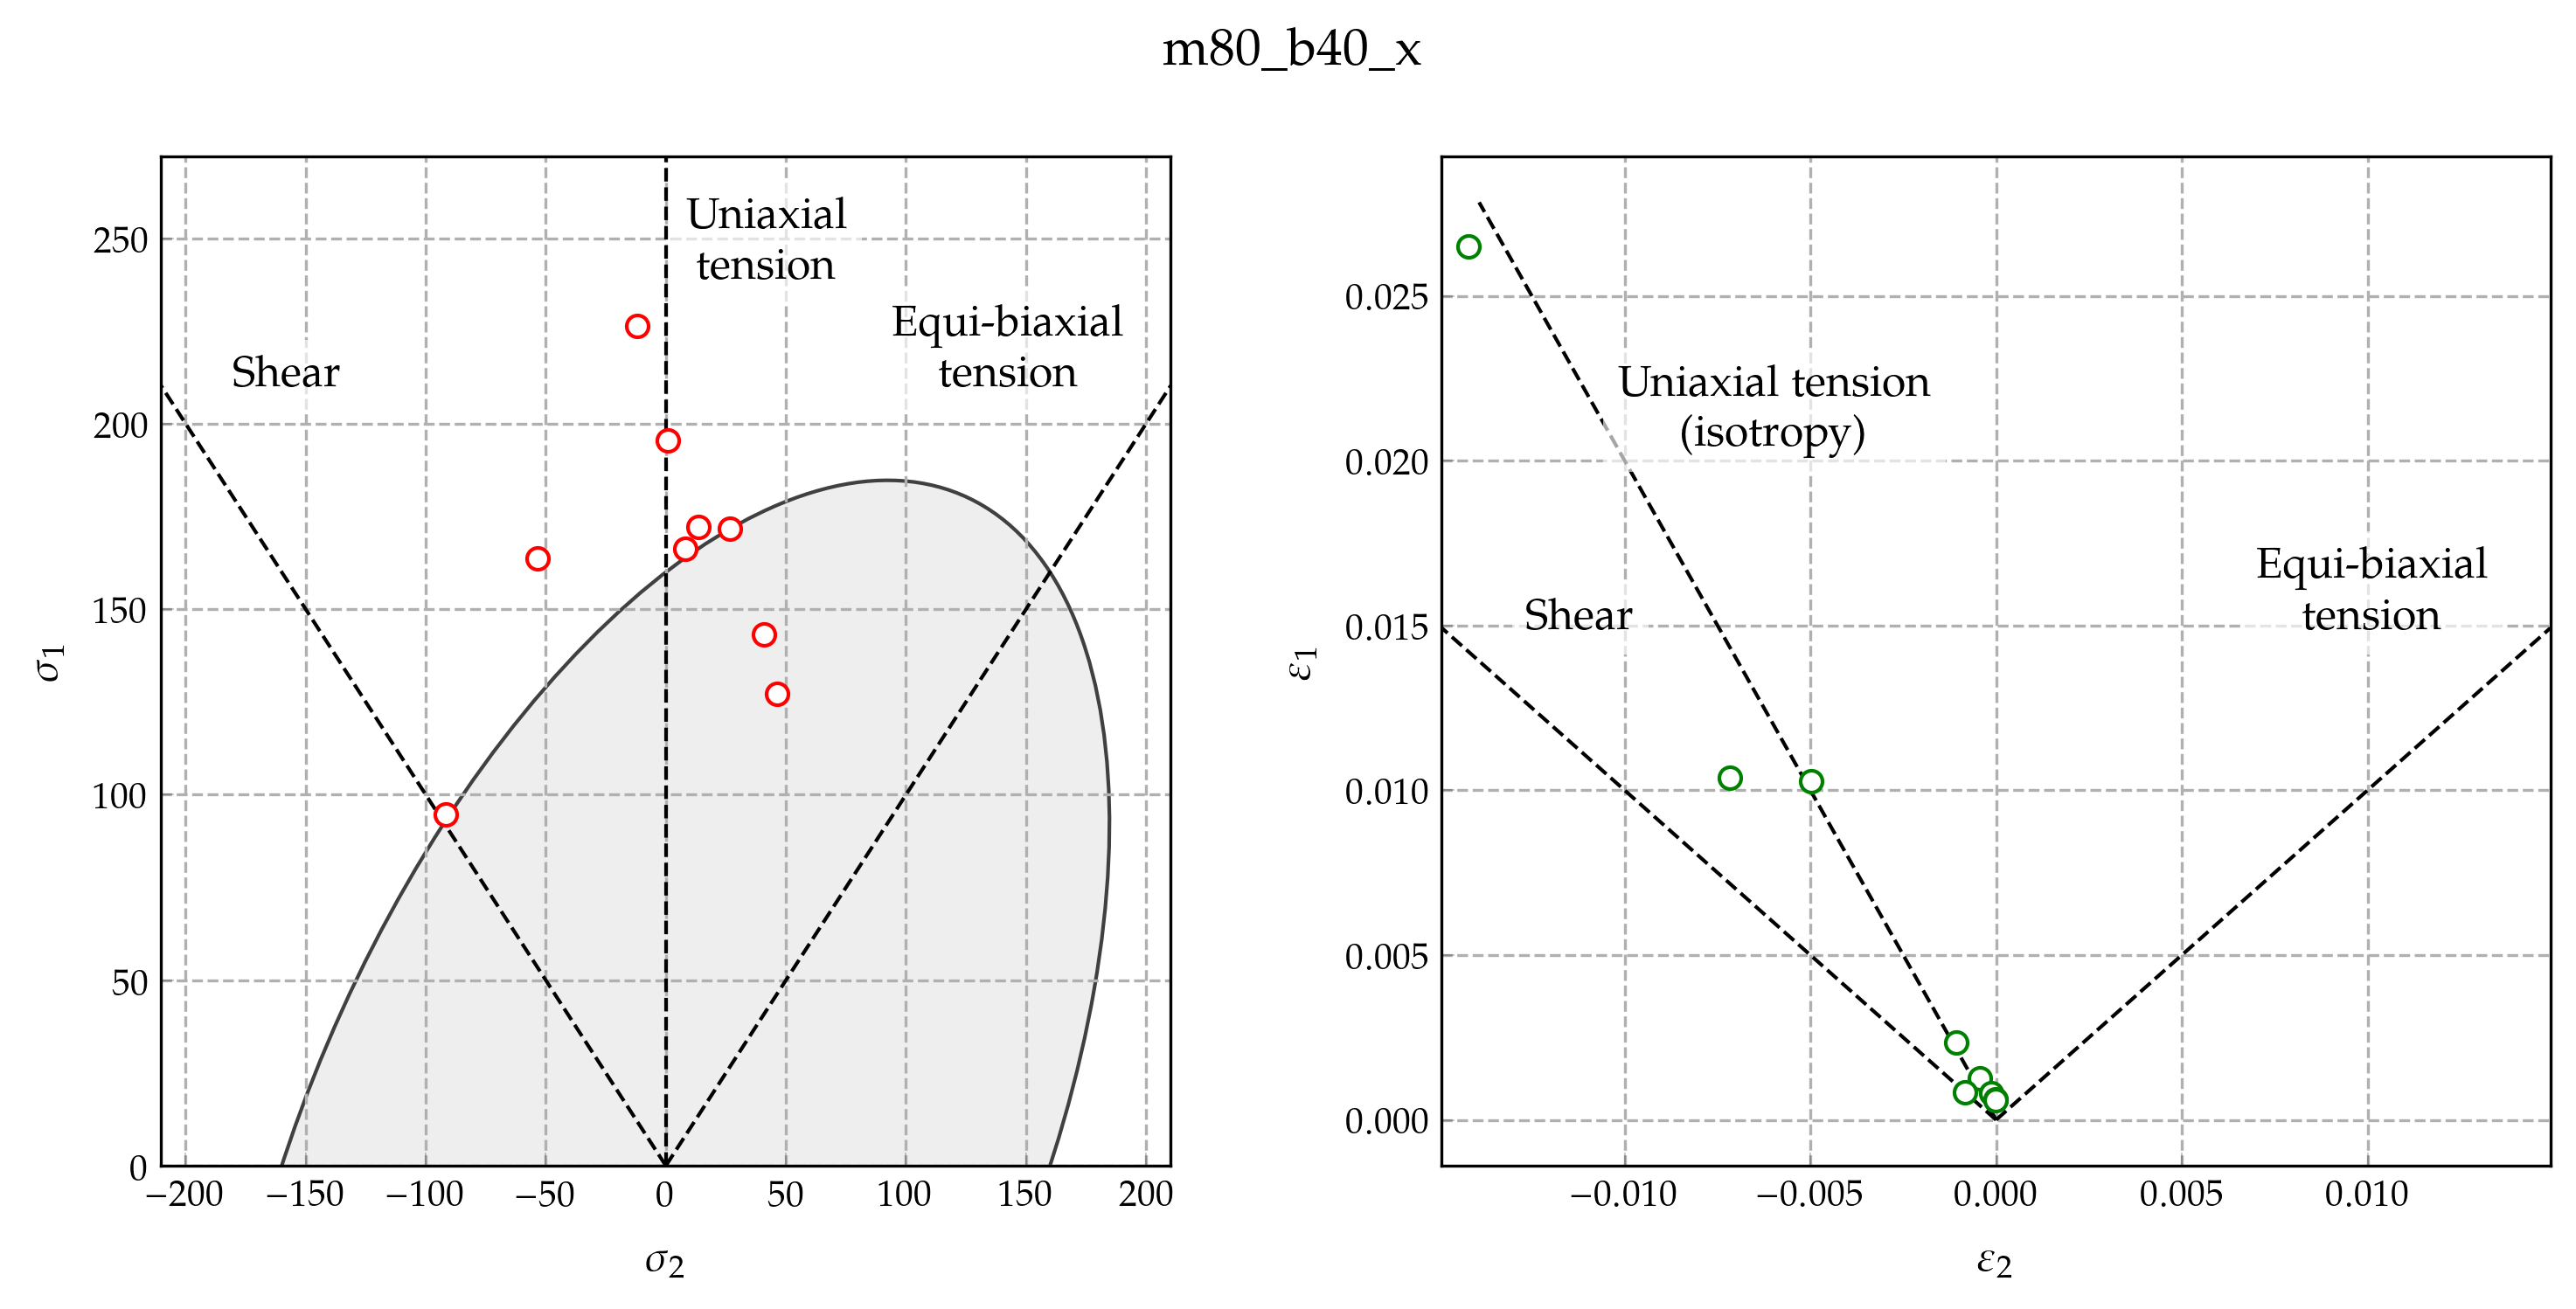 m80_b40_x
Uniaxial
tension
Equi-biaxial
tension
Shear
250
200
150
100
50
0
−200
−150
−100
−50
0
50
100
150
200
σ1
σ2
Uniaxial tension
(isotropy)
Equi-biaxial
tension
Shear
0.025
0.020
0.015
0.010
0.005
0.000
−0.010
−0.005
0.000
0.005
0.010
ε1
ε2